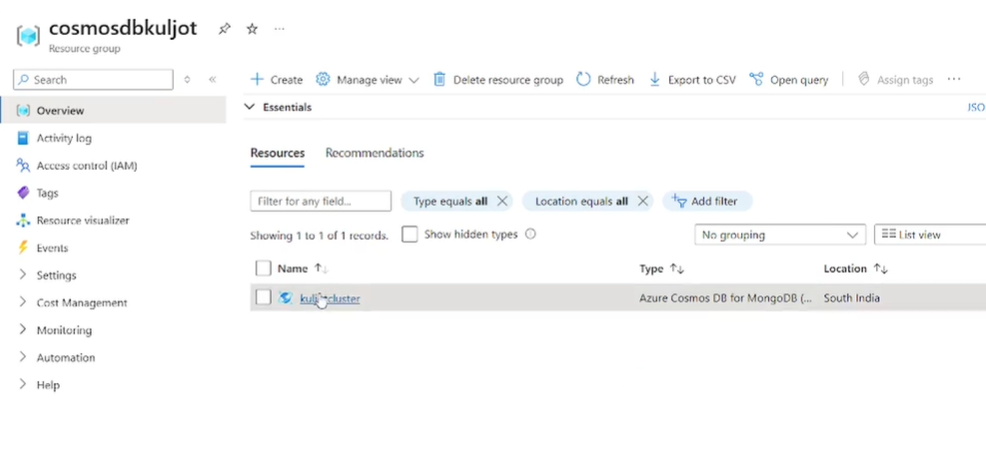 cosmosdbkuljot
Resource group
Search
Create Manage view Delete resource group Refresh Export to CSV Open query Assign tags ...
Overview
Essentials
JSO
Activity log
Access control (IAM)
Tags
Resource visualizer
Events
Settings
Cost Management
Monitoring
Automation
Help
Resources Recommendations
Filter for any field... Type equals all Location equals all Add filter
Showing 1 to 1 of 1 records. Show hidden types No grouping List view
Name Type Location
Azure Cosmos DB for MongoDB (... South India